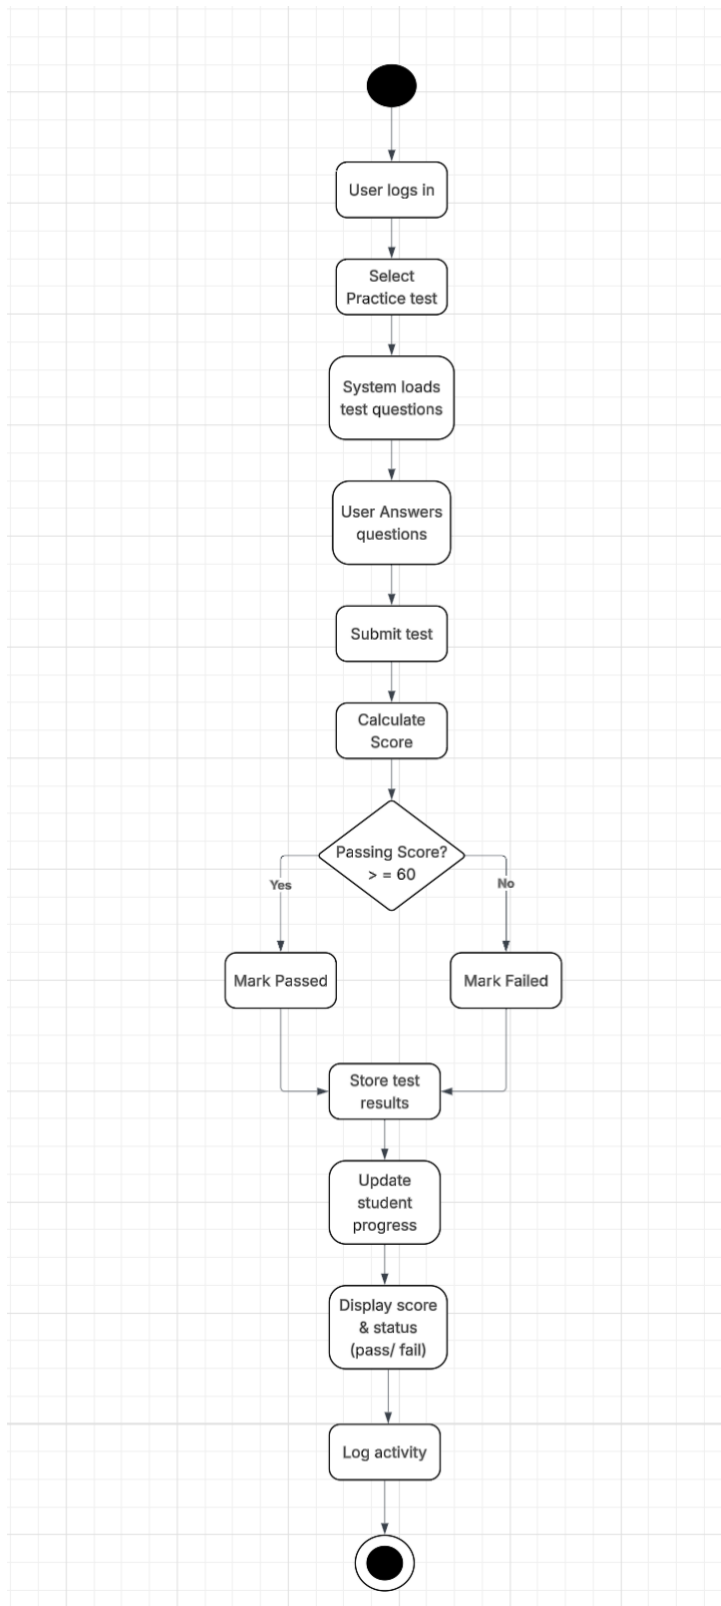 User logs in
Select
Practice test
System loads
test questions
User Answers
questions
Submit test
Calculate
Score
Passing Score?
> = 60
Yes
No
Mark Passed
Mark Failed
Store test
results
Update
student
progress
Display score
& status
(pass/ fail)
Log activity